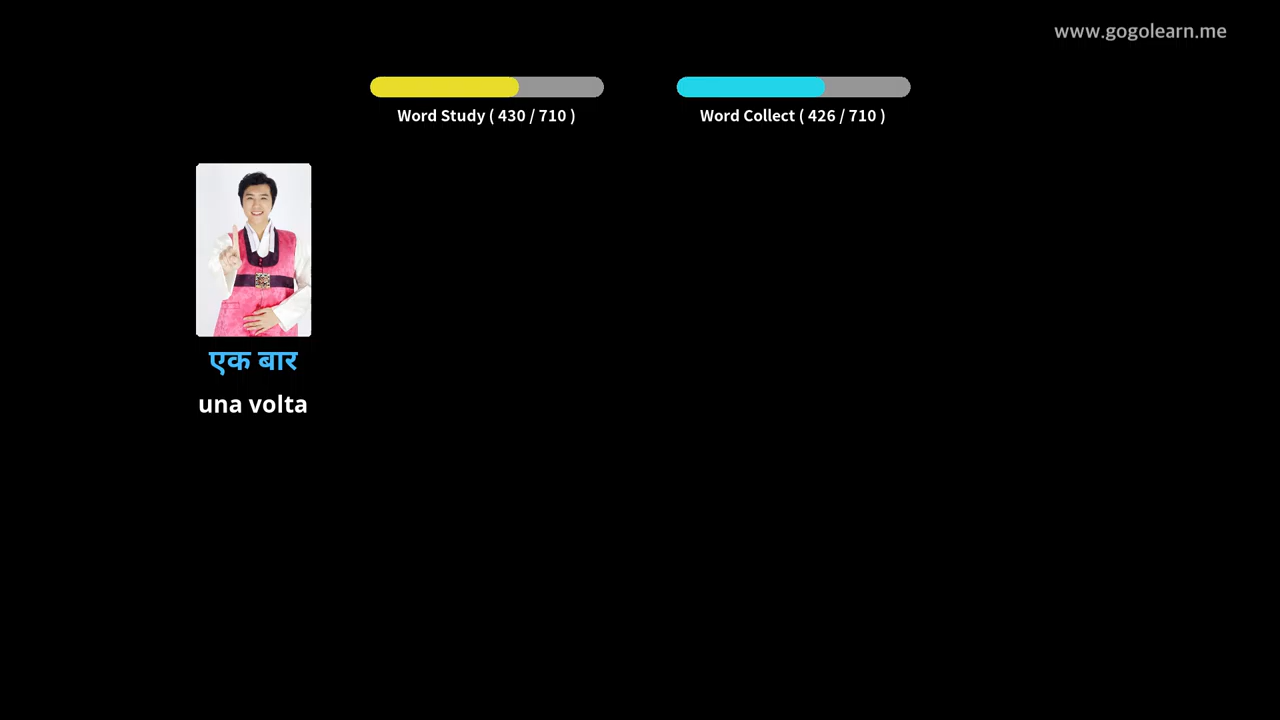 www.gogolearn.me
Word Study ( 430 / 710 )
Word Collect ( 426 / 710 )
एक बार
una volta